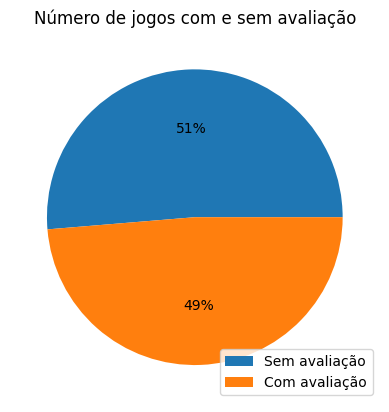 Número de jogos com e sem avaliação
51%
49%
Sem avaliação
Com avaliação